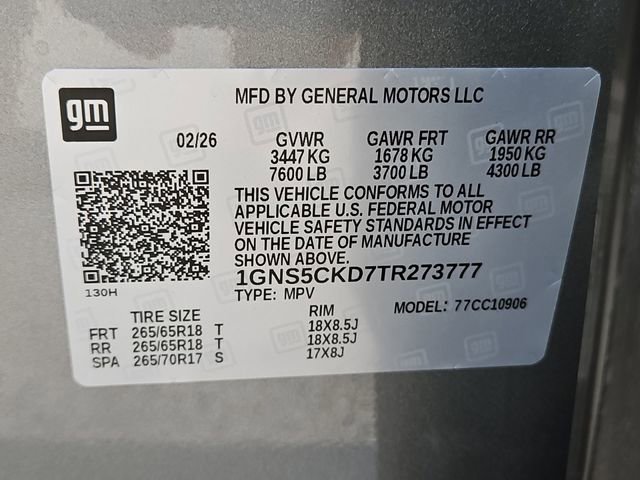 gm
MFD BY GENERAL MOTORS LLC
02/26 GVWR GAWR FRT GAWR RR
3447 KG 1678 KG 1950 KG
7600 LB 3700 LB 4300 LB
THIS VEHICLE CONFORMS TO ALL
APPLICABLE U.S. FEDERAL MOTOR
VEHICLE SAFETY STANDARDS IN EFFECT
ON THE DATE OF MANUFACTURE
SHOWN ABOVE.
1GNS5CKD7TR273777
130H
TYPE: MPV MODEL: 77CC10906
TIRE SIZE RIM
FRT 265/65R18 T 18X8.5J
RR 265/65R18 T 18X8.5J
SPA 265/70R17 S 17X8J